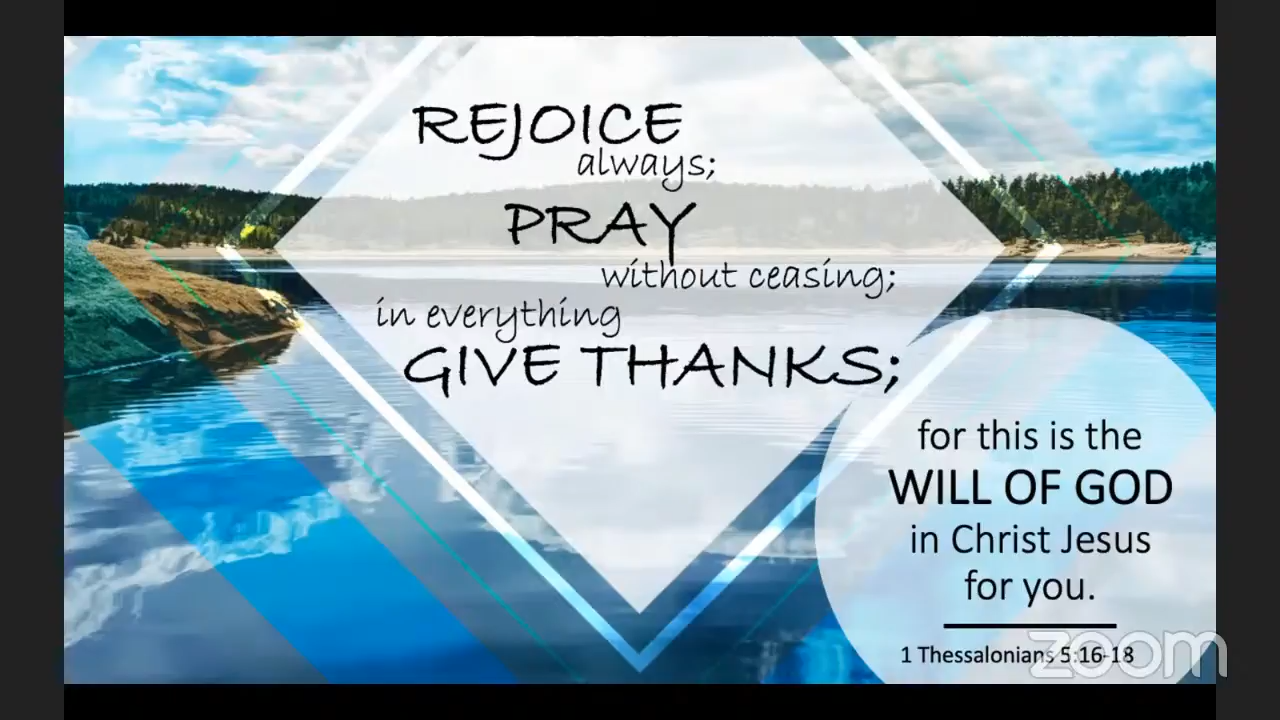 REJOICE
always;
PRAY
without ceasing;
in everything
GIVE THANKS;
for this is the
WILL OF GOD
in Christ Jesus
for you.
1 Thessalonians 5:16-18
zoom